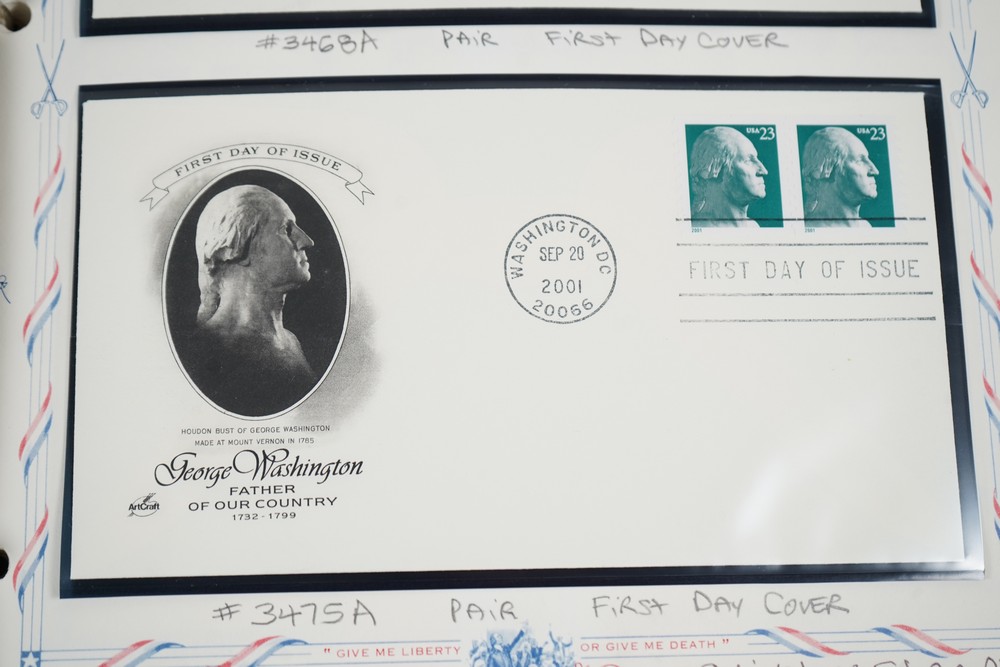 #3468A PAIR FIRST DAY COVER
FIRST DAY OF ISSUE
USA 23
USA 23
2001
2001
WASHINGTON DC
SEP 20
2001
20066
FIRST DAY OF ISSUE
HOUDON BUST OF GEORGE WASHINGTON
MADE AT MOUNT VERNON IN 1785
George Washington
FATHER
OF OUR COUNTRY
1732 - 1799
ArtCraft
#3475A PAIR FIRST DAY COVER
" GIVE ME LIBERTY OR GIVE ME DEATH "